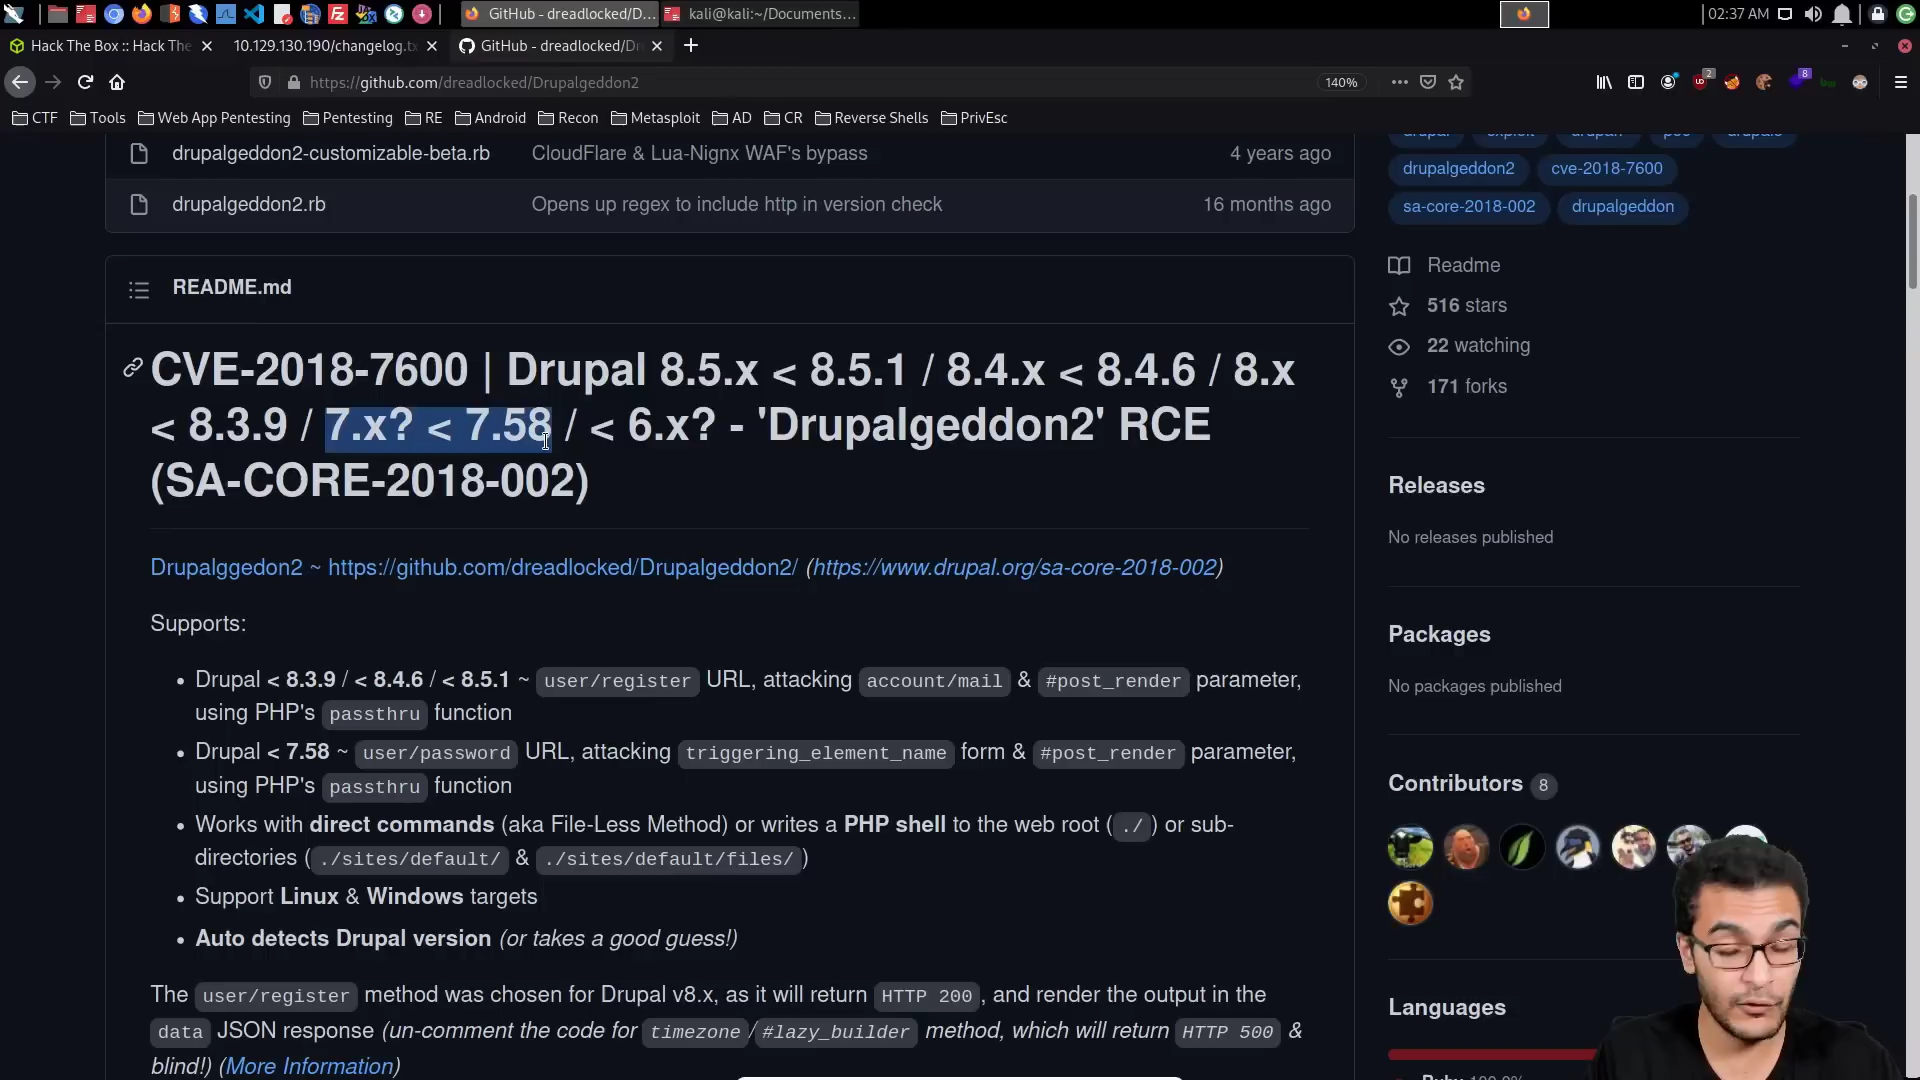 GitHub - dreadlocked/D...
kali@kali:~/Documents...
02:37 AM
Hack The Box :: Hack The
10.129.130.190/changelog.tx
GitHub - dreadlocked/Dr
https://github.com/dreadlocked/Drupalgeddon2
140%
2
8
CTF
Tools
Web App Pentesting
Pentesting
RE
Android
Recon
Metasploit
AD
CR
Reverse Shells
PrivEsc
drupalgeddon2-customizable-beta.rb
CloudFlare & Lua-Nignx WAF's bypass
4 years ago
drupalgeddon2.rb
Opens up regex to include http in version check
16 months ago
README.md
CVE-2018-7600 | Drupal 8.5.x < 8.5.1 / 8.4.x < 8.4.6 / 8.x
< 8.3.9 / 7.x? < 7.58 / < 6.x? - 'Drupalgeddon2' RCE
(SA-CORE-2018-002)
Drupalggedon2 ~ https://github.com/dreadlocked/Drupalgeddon2/ (https://www.drupal.org/sa-core-2018-002)
Supports:
• Drupal < 8.3.9 / < 8.4.6 / < 8.5.1 ~ user/register URL, attacking account/mail & #post_render parameter,
using PHP's passthru function
• Drupal < 7.58 ~ user/password URL, attacking triggering_element_name form & #post_render parameter,
using PHP's passthru function
• Works with direct commands (aka File-Less Method) or writes a PHP shell to the web root ( ./ ) or sub-
directories ( ./sites/default/ & ./sites/default/files/ )
• Support Linux & Windows targets
• Auto detects Drupal version (or takes a good guess!)
The user/register method was chosen for Drupal v8.x, as it will return HTTP 200 , and render the output in the
data JSON response (un-comment the code for timezone/#lazy_builder method, which will return HTTP 500 &
blind!) (More Information)
drupal8
drupalgeddon2
cve-2018-7600
sa-core-2018-002
drupalgeddon
Readme
516 stars
22 watching
171 forks
Releases
No releases published
Packages
No packages published
Contributors 8
Languages
Ruby 100.0%